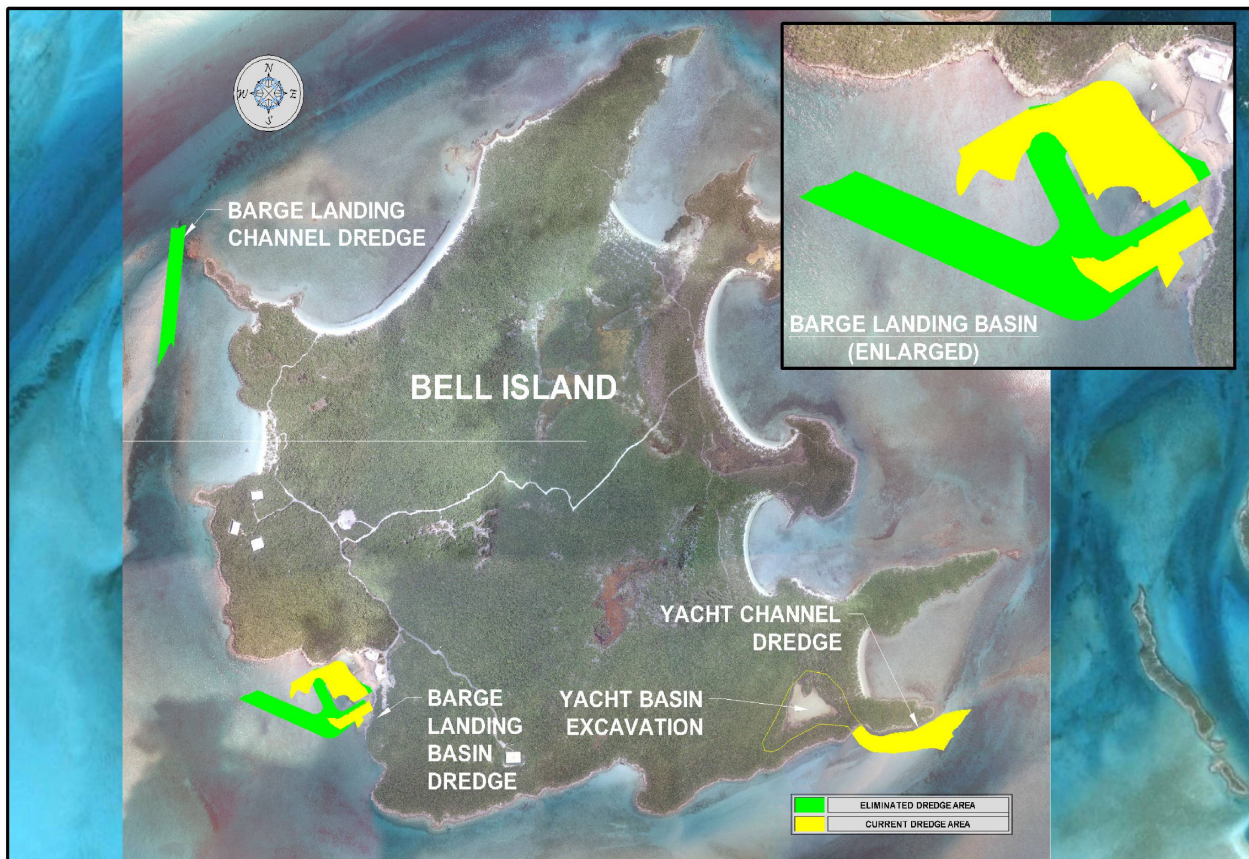 N
W E
S
BARGE LANDING
CHANNEL DREDGE
BELL ISLAND
BARGE LANDING BASIN
(ENLARGED)
YACHT CHANNEL
DREDGE
YACHT BASIN
EXCAVATION
BARGE
LANDING
BASIN
DREDGE
ELIMINATED DREDGE AREA
CURRENT DREDGE AREA